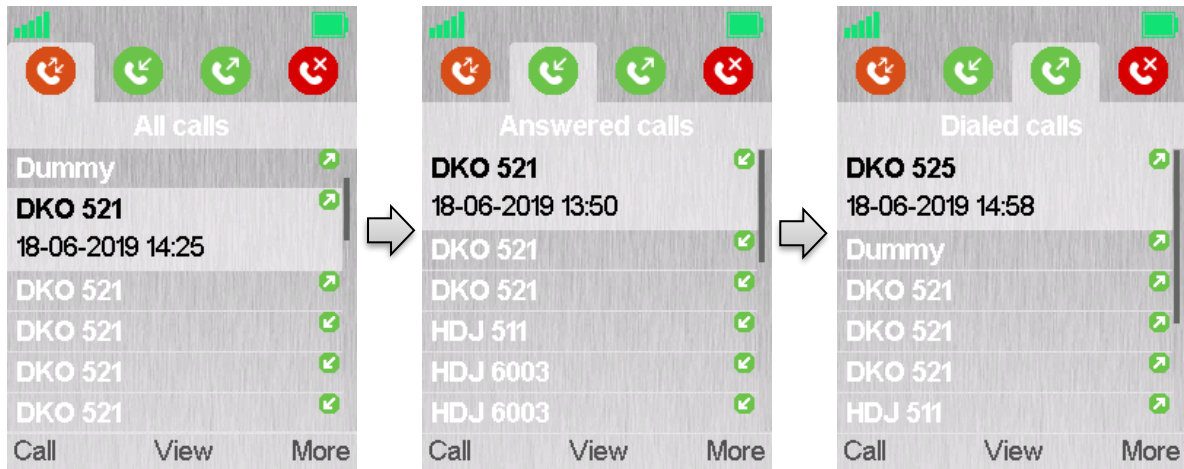 All calls
Dummy
DKO 521
18-06-2019 14:25
DKO 521
DKO 521
DKO 521
DKO 521
Call View More
Answered calls
DKO 521
18-06-2019 13:50
DKO 521
DKO 521
HDJ 511
HDJ 6003
HDJ 6003
Call View More
Dialed calls
DKO 525
18-06-2019 14:58
Dummy
DKO 521
DKO 521
DKO 521
HDJ 511
Call View More